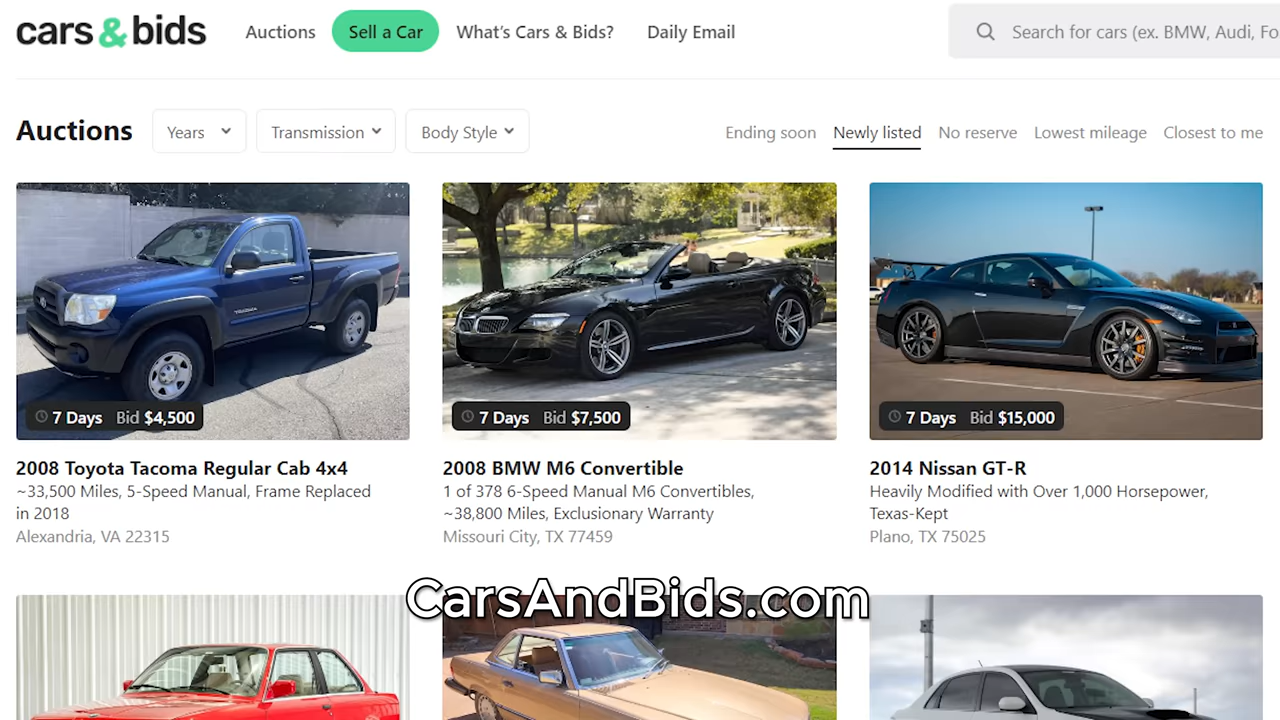 cars & bids
Auctions
Sell a Car
What's Cars & Bids?
Daily Email
Search for cars (ex. BMW, Audi, Fo
Auctions
Years
Transmission
Body Style
Ending soon
Newly listed
No reserve
Lowest mileage
Closest to me
7 Days Bid $4,500
7 Days Bid $7,500
7 Days Bid $15,000
2008 Toyota Tacoma Regular Cab 4x4
~33,500 Miles, 5-Speed Manual, Frame Replaced
in 2018
Alexandria, VA 22315
2008 BMW M6 Convertible
1 of 378 6-Speed Manual M6 Convertibles,
~38,800 Miles, Exclusionary Warranty
Missouri City, TX 77459
2014 Nissan GT-R
Heavily Modified with Over 1,000 Horsepower,
Texas-Kept
Plano, TX 75025
CarsAndBids.com